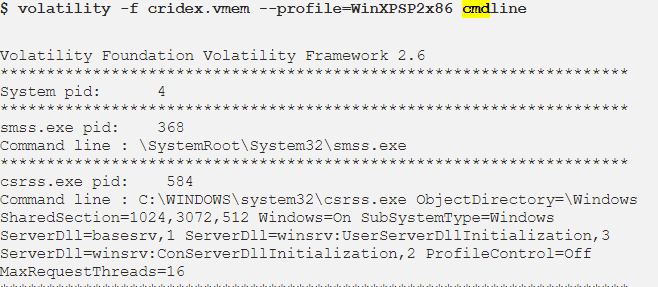 $ volatility -f cridex.vmem --profile=WinXPSP2x86 cmdline
Volatility Foundation Volatility Framework 2.6
************************************************************************
System pid:      4
************************************************************************
smss.exe pid:    368
Command line : \SystemRoot\System32\smss.exe
************************************************************************
csrss.exe pid:    584
Command line : C:\WINDOWS\system32\csrss.exe ObjectDirectory=\Windows
SharedSection=1024,3072,512 Windows=On SubSystemType=Windows
ServerDll=basesrv,1 ServerDll=winsrv:UserServerDllInitialization,3
ServerDll=winsrv:ConServerDllInitialization,2 ProfileControl=Off
MaxRequestThreads=16
************************************************************************